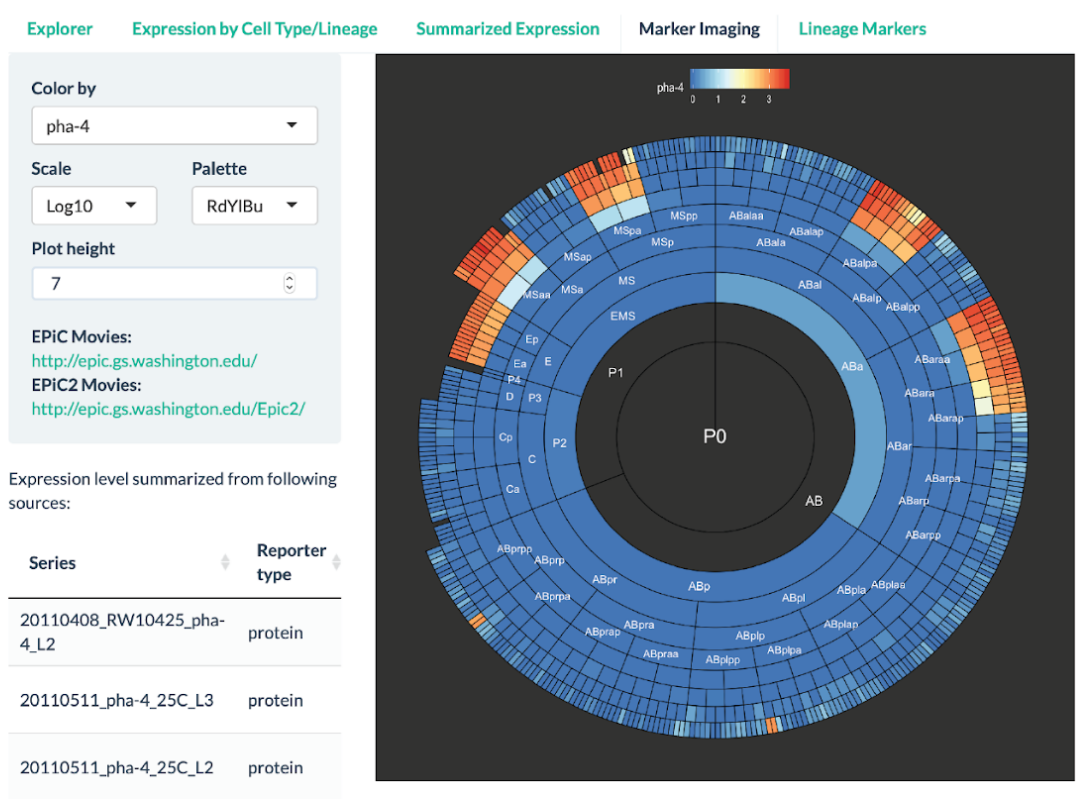 Explorer
Expression by Cell Type/Lineage
Summarized Expression
Marker Imaging
Lineage Markers
Color by
pha-4
Scale
Palette
Log10
RdYlBu
Plot height
7
EPiC Movies:
http://epic.gs.washington.edu/
EPiC2 Movies:
http://epic.gs.washington.edu/Epic2/
Expression level summarized from following
sources:
Series
Reporter
type
20110408_RW10425_pha-
4_L2
protein
20110511_pha-4_25C_L3
protein
20110511_pha-4_25C_L2
protein
pha-4
0 1 2 3
MSpp
ABalaa
MSpa
ABalap
MSp
ABala
MSap
ABalpa
MS
ABal
MSaa
MSa
ABalp
ABalpp
EMS
Ep
E
Ea
ABaraa
P1
ABa
P4
ABara
D
P3
ABarap
P0
Cp
P2
ABar
C
ABarpa
Ca
AB
ABarp
ABarpp
ABprpp
ABprp
ABpr
ABp
ABpl
ABpla
ABplaa
ABprpa
ABplap
ABprap
ABpra
ABplp
ABpraa
ABplpp
ABplpa